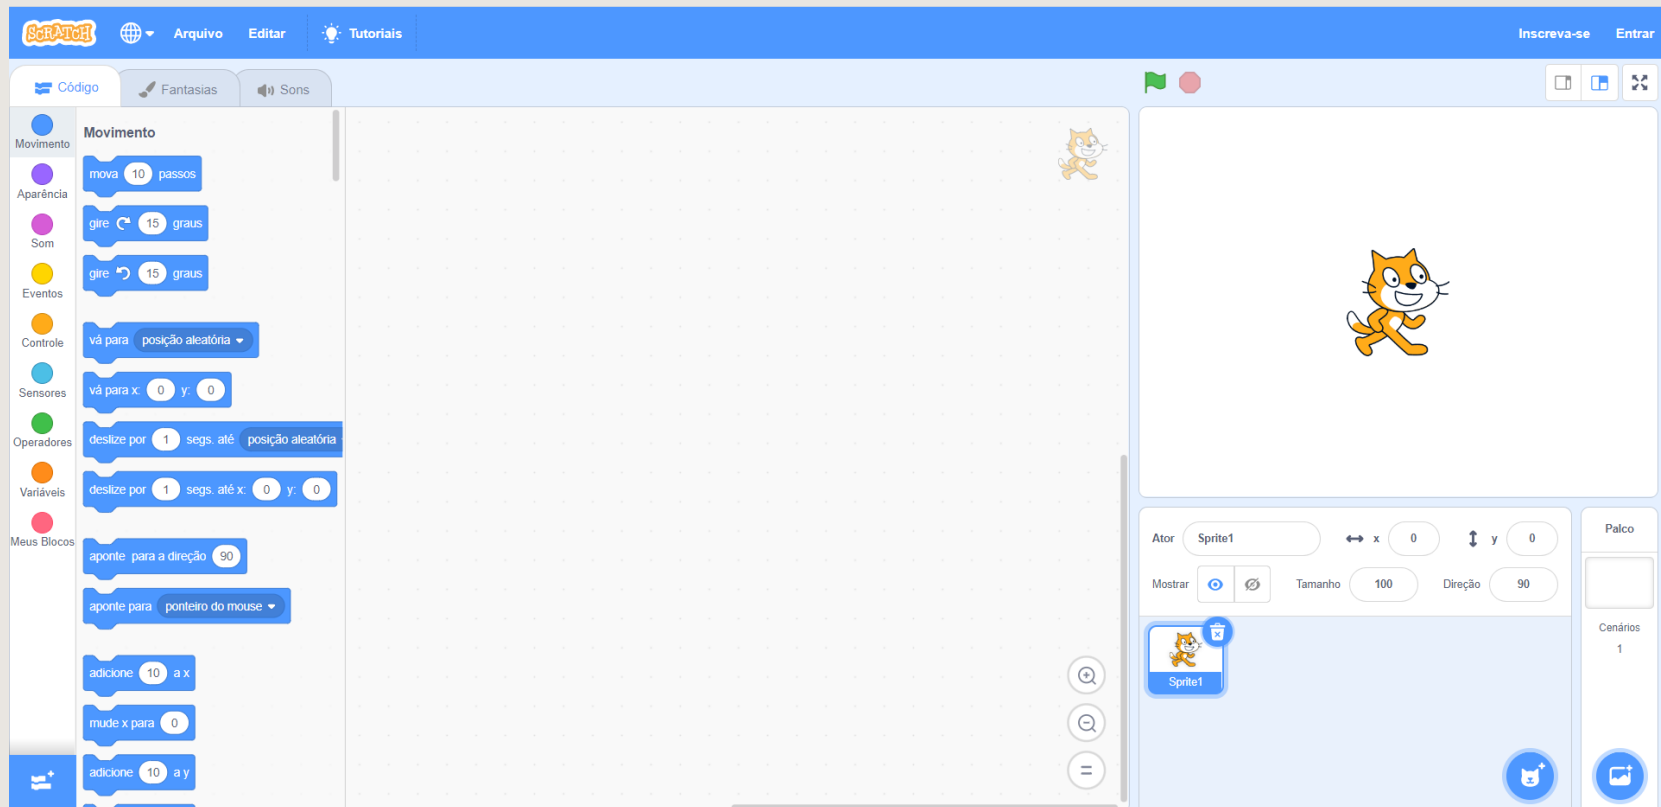 SCRATCH Arquivo Editar Tutoriais Inscreva-se Entrar
Código Fantasias Sons
Movimento
Aparência
Som
Eventos
Controle
Sensores
Operadores
Variáveis
Meus Blocos
Movimento
mova 10 passos
gire 15 graus
gire 15 graus
vá para posição aleatória
vá para x: 0 y: 0
deslize por 1 segs. até posição aleatória
deslize por 1 segs. até x: 0 y: 0
aponte para a direção 90
aponte para ponteiro do mouse
adicione 10 a x
mude x para 0
adicione 10 a y
Ator Sprite1 x 0 y 0
Mostrar Tamanho 100 Direção 90
Sprite1
Palco
Cenários
1